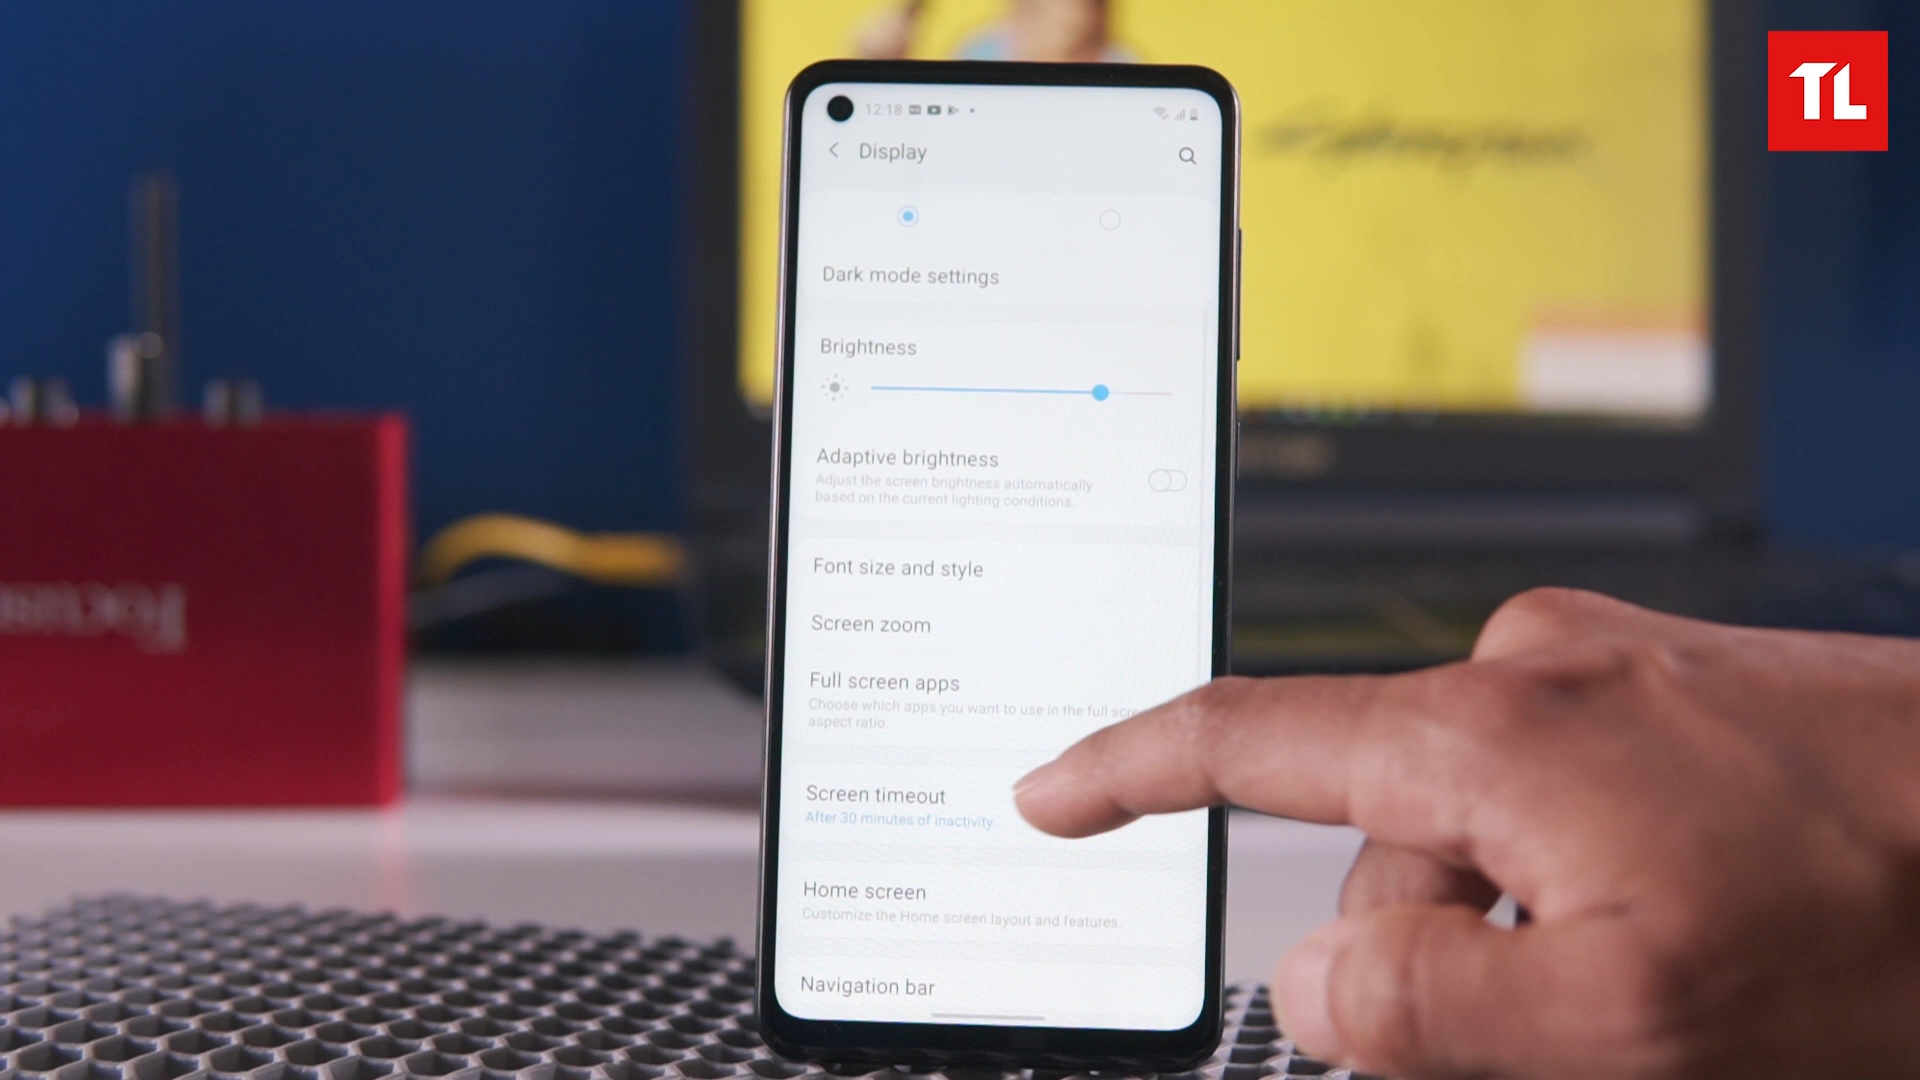 TL
12:18
Display
Dark mode settings
Brightness
Adaptive brightness
Adjust the screen brightness automatically
based on the current lighting conditions.
Font size and style
Screen zoom
Full screen apps
Choose which apps you want to use in the full
aspect ratio.
Screen timeout
After 30 minutes of inactivity.
Home screen
Customize the Home screen layout and features.
Navigation bar